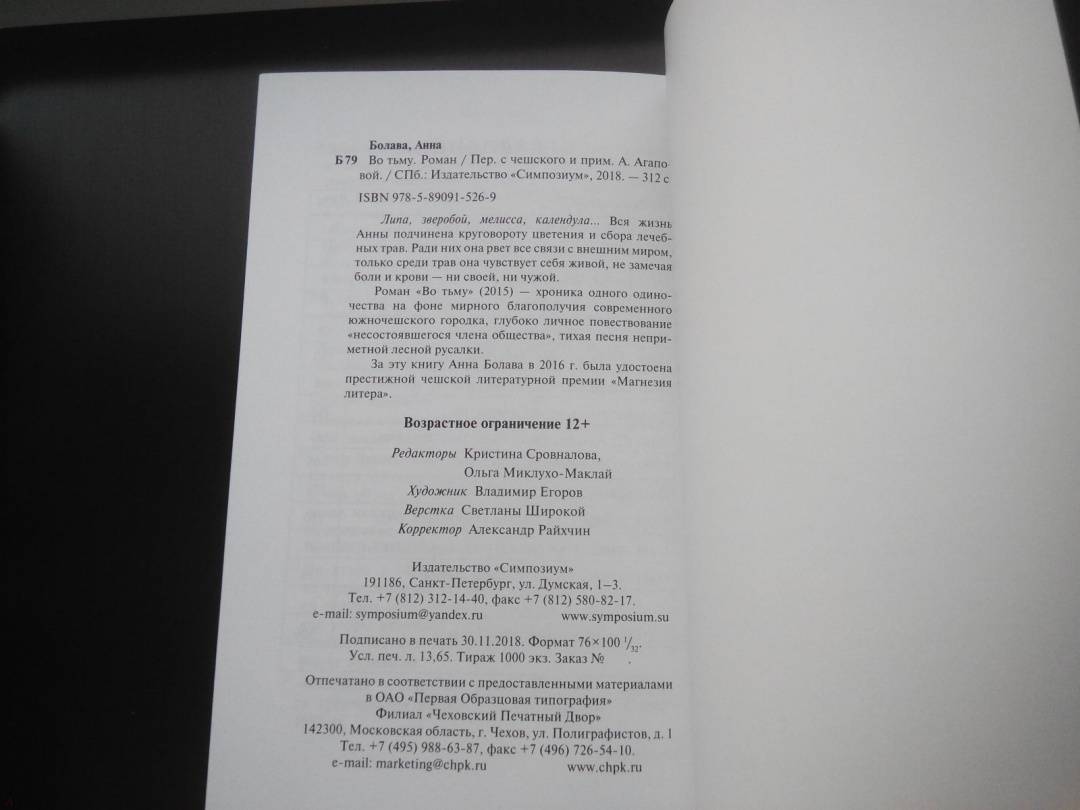 Болава, Анна
Б 79 Во тьму. Роман / Пер. с чешского и прим. А. Агапо-
вой. / СПб.: Издательство «Симпозиум», 2018. — 312 с
ISBN 978-5-89091-526-9
Липа, зверобой, мелисса, календула... Вся жизнь
Анны подчинена круговороту цветения и сбора лечеб-
ных трав. Ради них она рвет все связи с внешним миром,
только среди трав она чувствует себя живой, не замечая
боли и крови — ни своей, ни чужой.
Роман «Во тьму» (2015) — хроника одного одино-
чества на фоне мирного благополучия современного
южночешского городка, глубоко личное повествование
«несостоявшегося члена общества», тихая песня непри-
метной лесной русалки.
За эту книгу Анна Болава в 2016 г. была удостоена
престижной чешской литературной премии «Магнезия
литера».
Возрастное ограничение 12+
Редакторы Кристина Сровналова,
Ольга Миклухо-Маклай
Художник Владимир Егоров
Верстка Светланы Широкой
Корректор Александр Райхчин
Издательство «Симпозиум»
191186, Санкт-Петербург, ул. Думская, 1–3.
Тел. +7 (812) 312-14-40, факс +7 (812) 580-82-17.
e-mail: symposium@yandex.ru www.symposium.su
Подписано в печать 30.11.2018. Формат 76×100 1/32.
Усл. печ. л. 13,65. Тираж 1000 экз. Заказ № .
Отпечатано в соответствии с предоставленными материалами
в ОАО «Первая Образцовая типография»
Филиал «Чеховский Печатный Двор»
142300, Московская область, г. Чехов, ул. Полиграфистов, д. 1
Тел. +7 (495) 988-63-87, факс +7 (496) 726-54-10.
e-mail: marketing@chpk.ru www.chpk.ru